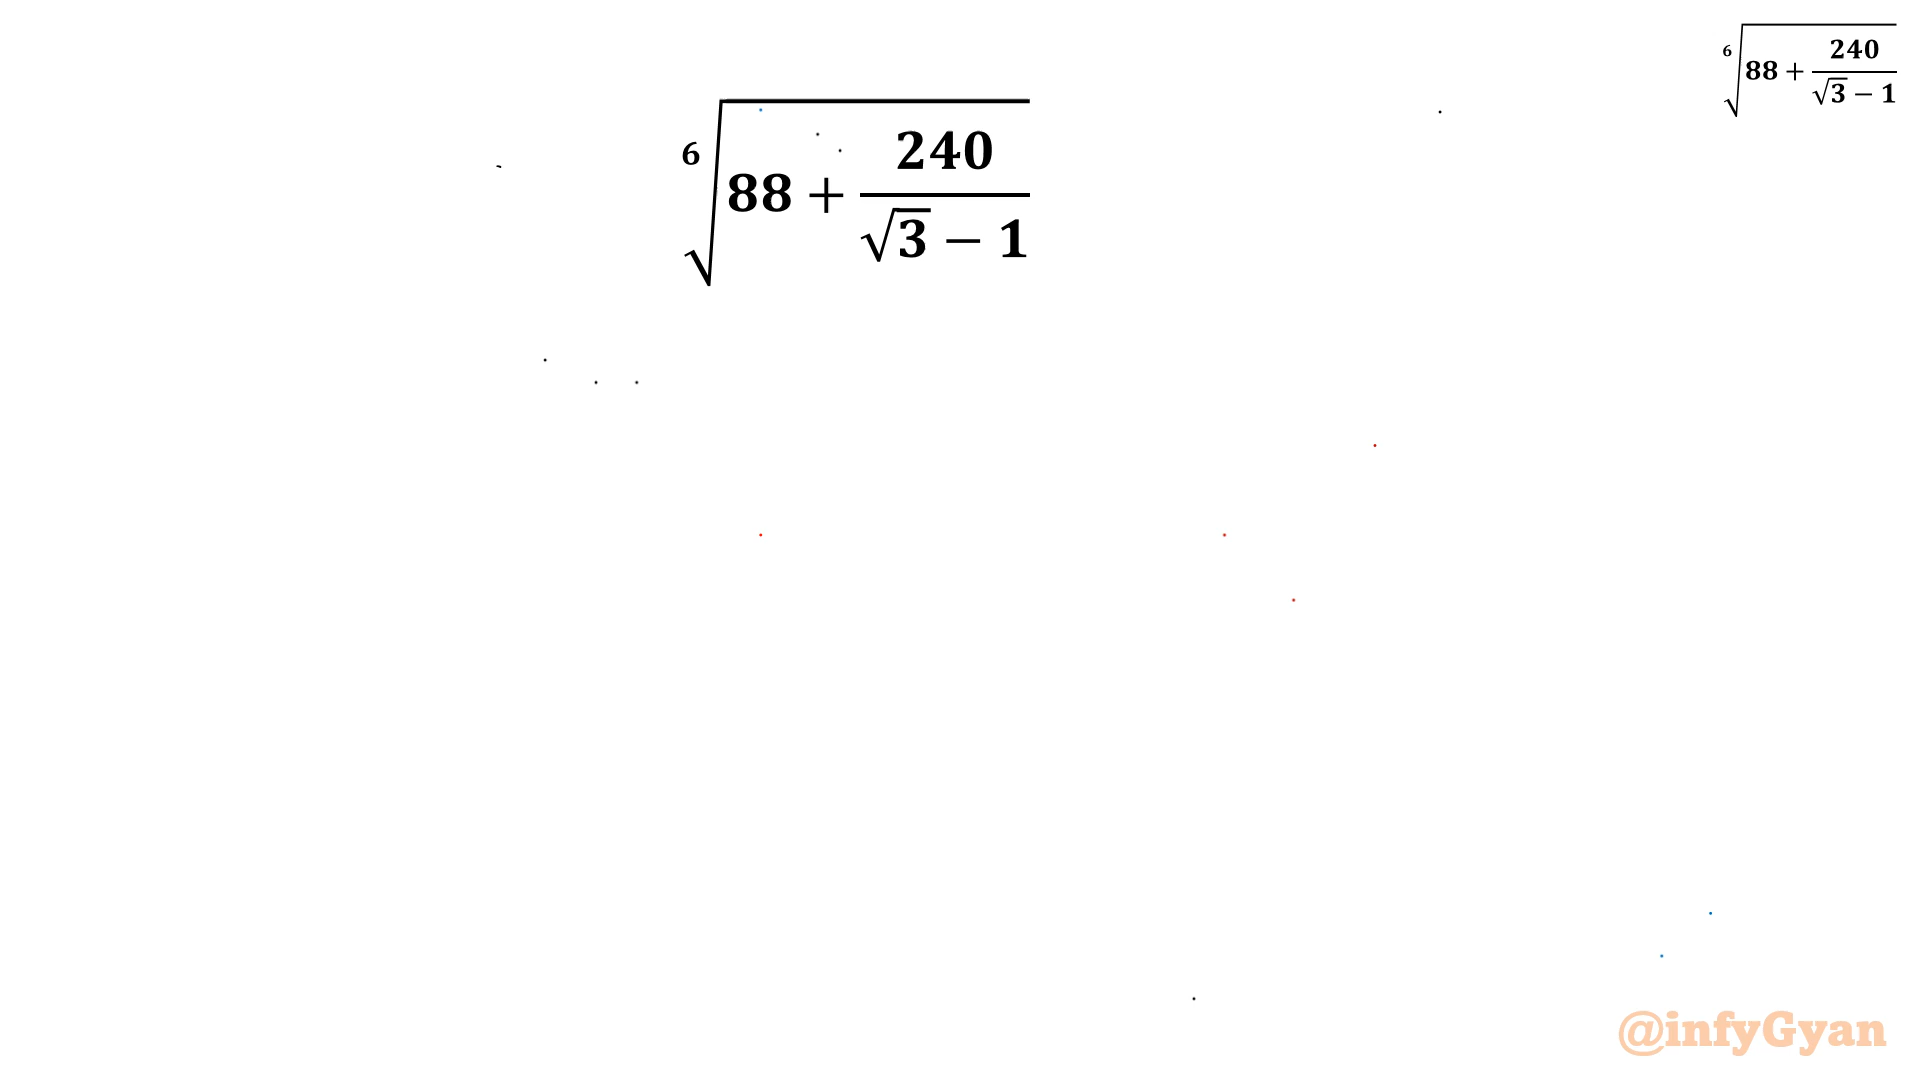 ⁶√(88 + 240/(√3 − 1))
⁶√(88 + 240/(√3 − 1))
@infyGyan